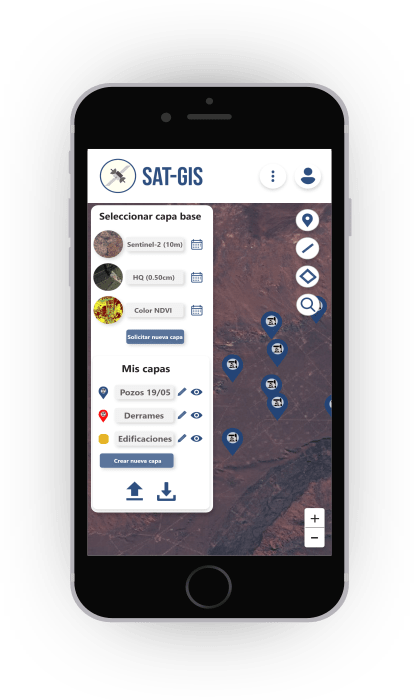 SAT-GIS
Seleccionar capa base
Sentinel-2 (10m)
HQ (0.50cm)
Color NDVI
Solicitar nueva capa
Mis capas
Pozos 19/05
Derrames
Edificaciones
Crear nueva capa
+
−